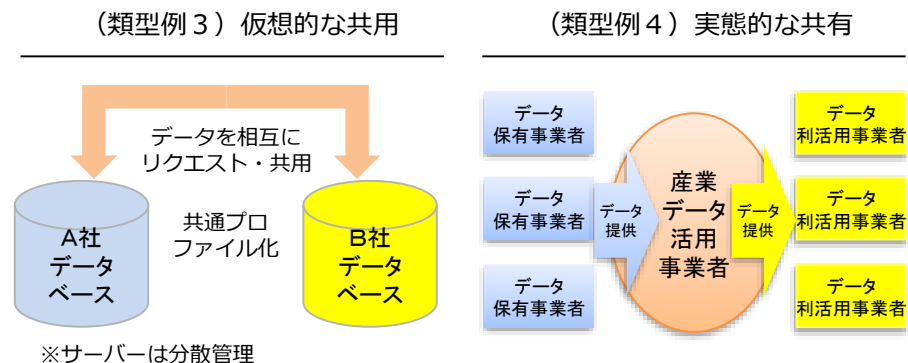 （類型例３）仮想的な共用
データを相互に
リクエスト・共用
A社
データ
ベース
共通プロ
ファイル化
B社
データ
ベース
※サーバーは分散管理
（類型例４）実態的な共有
データ
保有事業者
データ
保有事業者
データ
保有事業者
データ
提供
産業
データ
活用
事業者
データ
提供
データ
利活用事業者
データ
利活用事業者
データ
利活用事業者